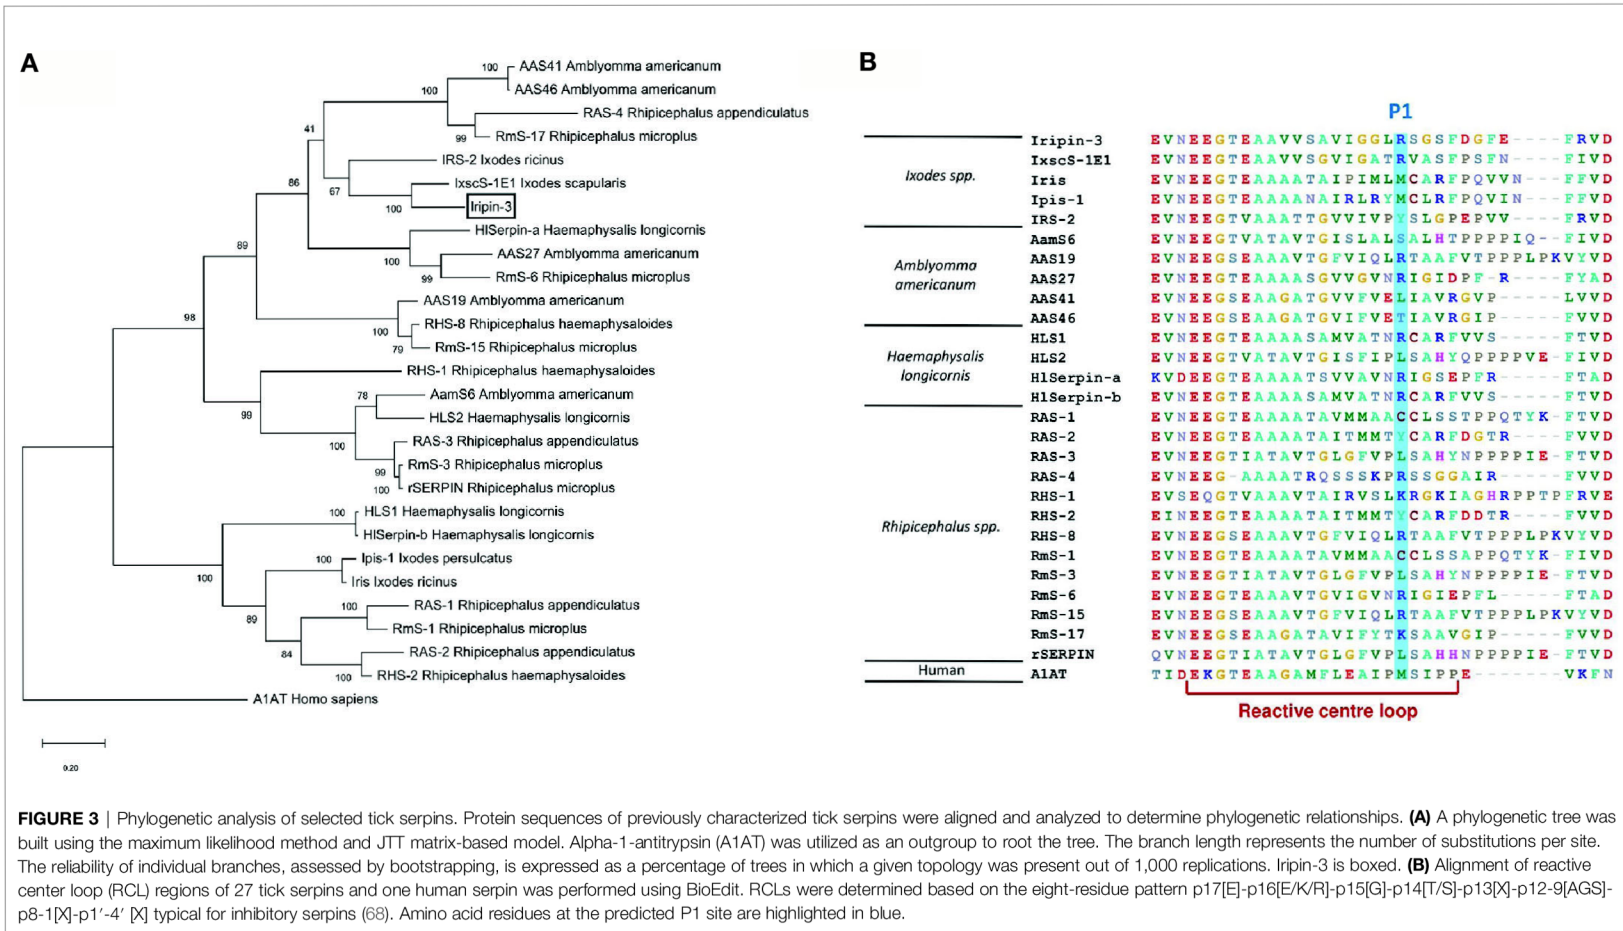 A
AAS41 Amblyomma americanum
100
AAS46 Amblyomma americanum
100
RAS-4 Rhipicephalus appendiculatus
41
99
RmS-17 Rhipicephalus microplus
IRS-2 Ixodes ricinus
86
67
IxscS-1E1 Ixodes scapularis
100
Iripin-3
HlSerpin-a Haemaphysalis longicornis
89
AAS27 Amblyomma americanum
100
99
RmS-6 Rhipicephalus microplus
AAS19 Amblyomma americanum
98
RHS-8 Rhipicephalus haemaphysaloides
100
79
RmS-15 Rhipicephalus microplus
RHS-1 Rhipicephalus haemaphysaloides
78
AamS6 Amblyomma americanum
99
HLS2 Haemaphysalis longicornis
100
RAS-3 Rhipicephalus appendiculatus
RmS-3 Rhipicephalus microplus
99
100
rSERPIN Rhipicephalus microplus
100
HLS1 Haemaphysalis longicornis
HlSerpin-b Haemaphysalis longicornis
100
100
Ipis-1 Ixodes persulcatus
Iris Ixodes ricinus
100
RAS-1 Rhipicephalus appendiculatus
89
RmS-1 Rhipicephalus microplus
84
RAS-2 Rhipicephalus appendiculatus
100
RHS-2 Rhipicephalus haemaphysaloides
A1AT Homo sapiens
0.20
B
P1
Ixodes spp.
Amblyomma
americanum
Haemaphysalis
longicornis
Rhipicephalus spp.
Human
Iripin-3 EVNEEGTEAAVVSAVIGGLRSGSFDGFE-----FRVD
IxscS-1E1 EVNEEGTEAAAVSGVIGATRVASFPSFN-----FIVD
Iris EVNEEGTEAAAATAIPIMLMCARFPQVVN----FFVD
Ipis-1 EVNEEGTEAAAANAIRLRYMCLRFPQVIN----FFVD
IRS-2 EVNEEGTVAAAATTGVVIVPYSLGPEPVV----FRVD
AamS6 EVNEEGTVATAVTGISLALSALHTPPPPIQ-FIVD
AAS19 EVNEEGSEAAAVTGFVIQLRTAAFVTPPPLPKVYVD
AAS27 EVNEEGTEAAAASGVVGVNRIGIDPF-R----FYAD
AAS41 EVNEEGSEAAGATGVVFVELIAVRGVP-----LVVD
AAS46 EVNEEGSEAAGATGVIFVETIAVRGIP-----FVVD
HLS1 EVNEEGTEAAAASAMVATNRCARFVVS-----FTVD
HLS2 EVNEEGTVATAVTGISFIPLSAHYQPPPPVE-FIVD
HlSerpin-a KVDEEGTEAAAATSVVAVNRIGSEPFR-----FTAD
HlSerpin-b EVNEEGTEAAAASAMVATNRCARFVVS-----FTVD
RAS-1 EVNEEGTEAAAATAVMMAACCLSSTPPQTYK-FTVD
RAS-2 EVNEEGTEAAAATAITMMTYCARFDGTR----FVVD
RAS-3 EVNEEGTIATAVTGLGFVPLSAHYNPPPPIE-FTVD
RAS-4 EVNEEG-AAAATRQSSSKPRSSGGAIR-----FVVD
RHS-1 EVSEQGTVAAAVTAIRVSLKRGKIAGHRPPTPFRVE
RHS-2 EINEEGTEAAAATAITMMTYCARFDDTR----FVVD
RHS-8 EVNEEGSEAAAVTGFVIQLRTAAFVTPPPLPKVYVD
RmS-1 EVNEEGTEAAAATAVMMAACCLSSAPPQTYK-FIVD
RmS-3 EVNEEGTIATAVTGLGFVPLSAHYNPPPPIE-FTVD
RmS-6 EVNEEGTEAAAVTGVIGVNRIGIEPFL-----FTAD
RmS-15 EVNEEGSEAAAVTGFVIQLRTAAFVTPPPLPKVYVD
RmS-17 EVNEEGSEAAGATAVIFYTKSAAVGIP-----FVVD
rSERPIN QVNEEGTIATAVTGLGFVPLSAHHNPPPPIE-FTVD
A1AT TIDEKGTEAAGAMFLEAIPMSIPPE-------VKFN
Reactive centre loop
FIGURE 3 | Phylogenetic analysis of selected tick serpins. Protein sequences of previously characterized tick serpins were aligned and analyzed to determine phylogenetic relationships. (A) A phylogenetic tree was
built using the maximum likelihood method and JTT matrix-based model. Alpha-1-antitrypsin (A1AT) was utilized as an outgroup to root the tree. The branch length represents the number of substitutions per site.
The reliability of individual branches, assessed by bootstrapping, is expressed as a percentage of trees in which a given topology was present out of 1,000 replications. Iripin-3 is boxed. (B) Alignment of reactive
center loop (RCL) regions of 27 tick serpins and one human serpin was performed using BioEdit. RCLs were determined based on the eight-residue pattern p17[E]-p16[E/K/R]-p15[G]-p14[T/S]-p13[X]-p12-9[AGS]-
p8-1[X]-p1′-4′ [X] typical for inhibitory serpins (68). Amino acid residues at the predicted P1 site are highlighted in blue.